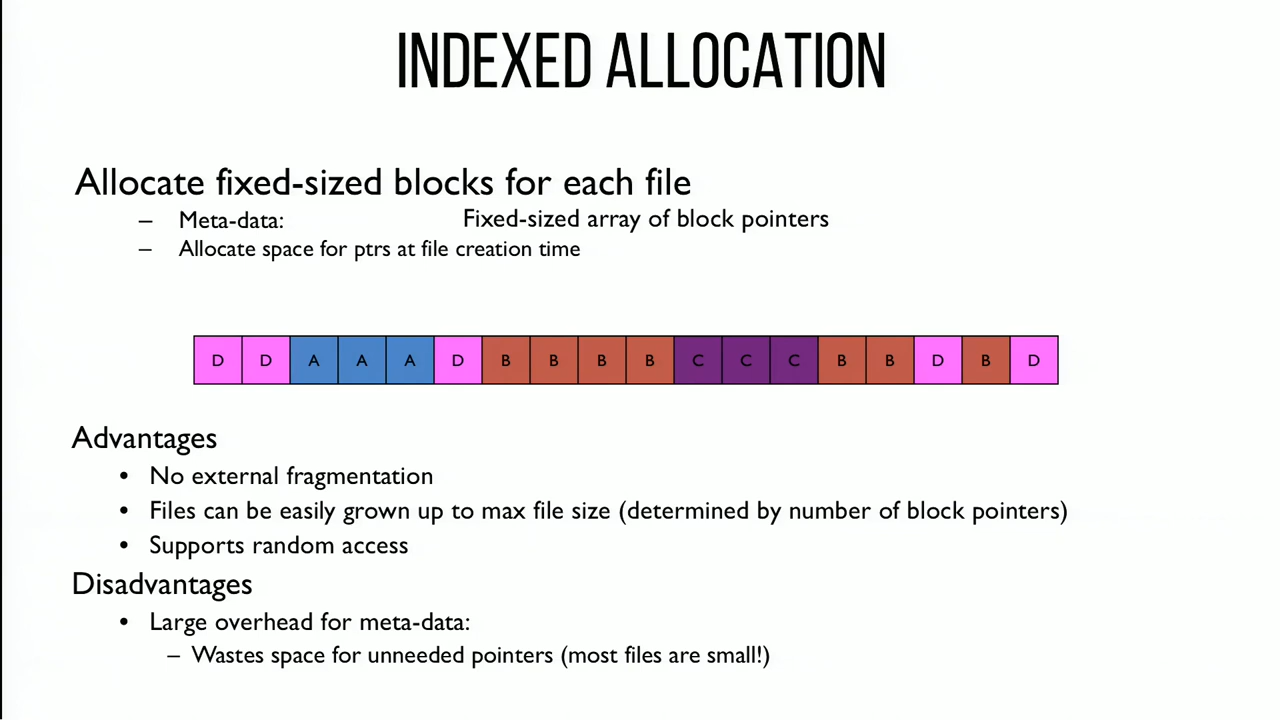 INDEXED ALLOCATION
Allocate fixed-sized blocks for each file
– Meta-data: Fixed-sized array of block pointers
– Allocate space for ptrs at file creation time
D D A A A D B B B B C C C B B D B D
Advantages
• No external fragmentation
• Files can be easily grown up to max file size (determined by number of block pointers)
• Supports random access
Disadvantages
• Large overhead for meta-data:
– Wastes space for unneeded pointers (most files are small!)